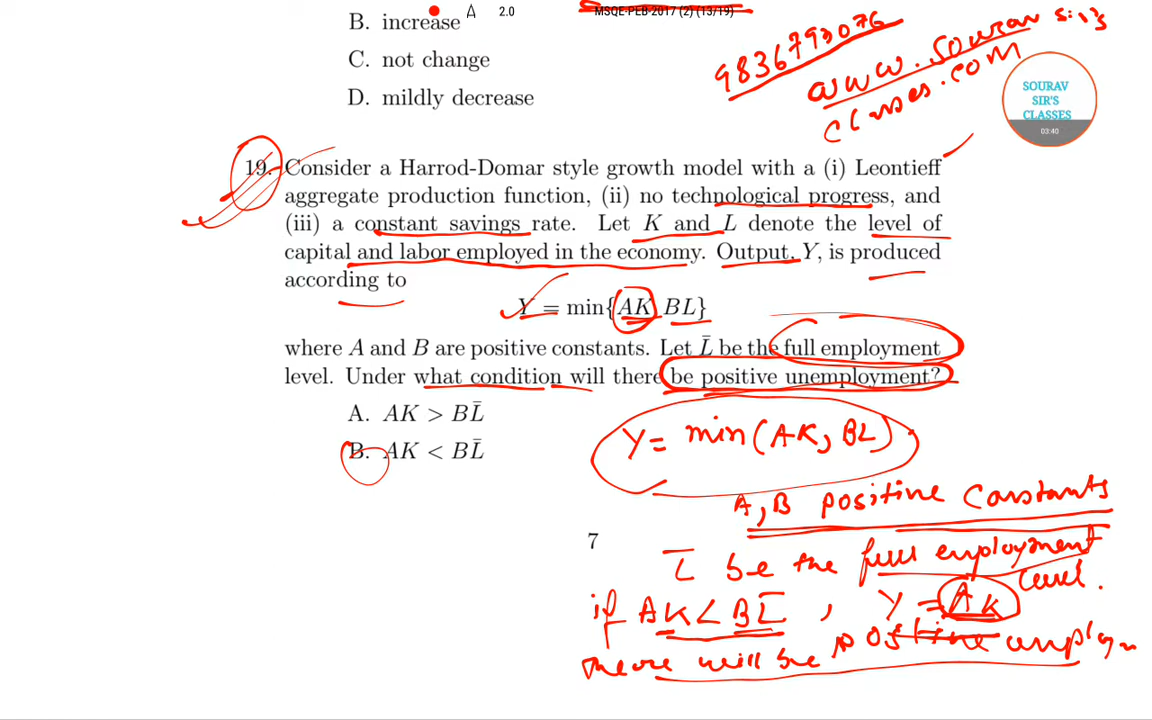 B. increase
A 2.0
MSQE-PEB-2017 (2) (13/19)
C. not change
D. mildly decrease
9836793076
www.sourav sir's
classes.com
SOURAV
SIR'S
CLASSES
03:40
19. Consider a Harrod-Domar style growth model with a (i) Leontieff
aggregate production function, (ii) no technological progress, and
(iii) a constant savings rate. Let K and L denote the level of
capital and labor employed in the economy. Output, Y, is produced
according to
Y = min{AK, BL}
where A and B are positive constants. Let L̄ be the full employment
level. Under what condition will there be positive unemployment?
A. AK > BL̄
B. AK < BL̄
Y = min(AK, BL)
A, B positive constants
7
L̄ be the full employment
level.
if AK < BL̄ , Y = AK
there will be positive